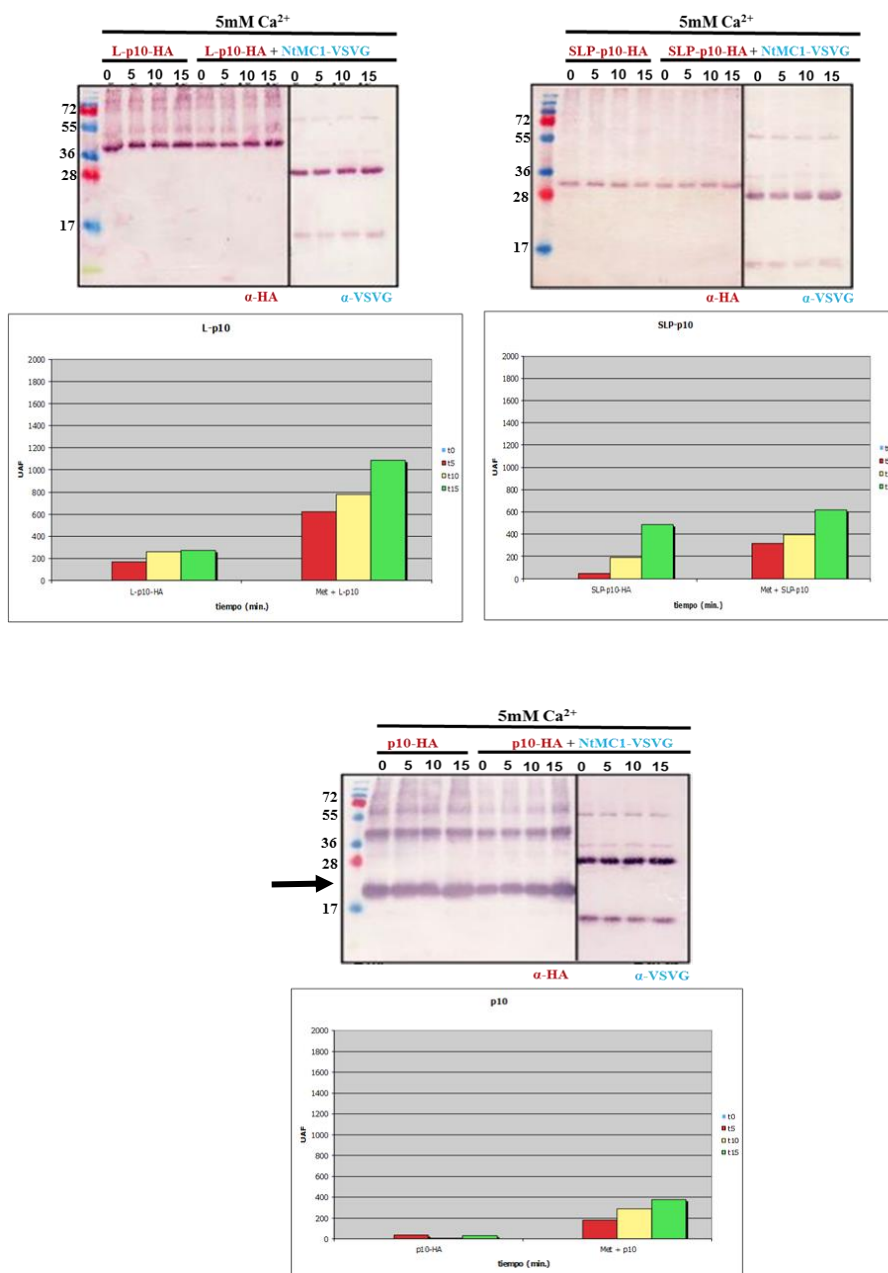 5mM Ca²⁺
L-p10-HA L-p10-HA + NtMC1-VSVG
0 5 10 15 0 5 10 15 0 5 10 15
72
55
36
28
17
α-HA α-VSVG
L-p10
2000
1800
1600
1400
1200
1000
800
600
400
200
0
UAF
t0
t5
t10
t15
L-p10-HA Met + L-p10
tiempo (min.)
5mM Ca²⁺
SLP-p10-HA SLP-p10-HA + NtMC1-VSVG
0 5 10 15 0 5 10 15 0 5 10 15
72
55
36
28
17
α-HA α-VSVG
SLP-p10
2000
1800
1600
1400
1200
1000
800
600
400
200
0
UAF
SLP-p10-HA Met + SLP-p10
tiempo (min.)
5mM Ca²⁺
p10-HA p10-HA + NtMC1-VSVG
0 5 10 15 0 5 10 15 0 5 10 15
72
55
36
28
17
α-HA α-VSVG
p10
2000
1800
1600
1400
1200
1000
800
600
400
200
0
UAF
t0
t5
t10
t15
p10-HA Met + p10
tiempo (min.)